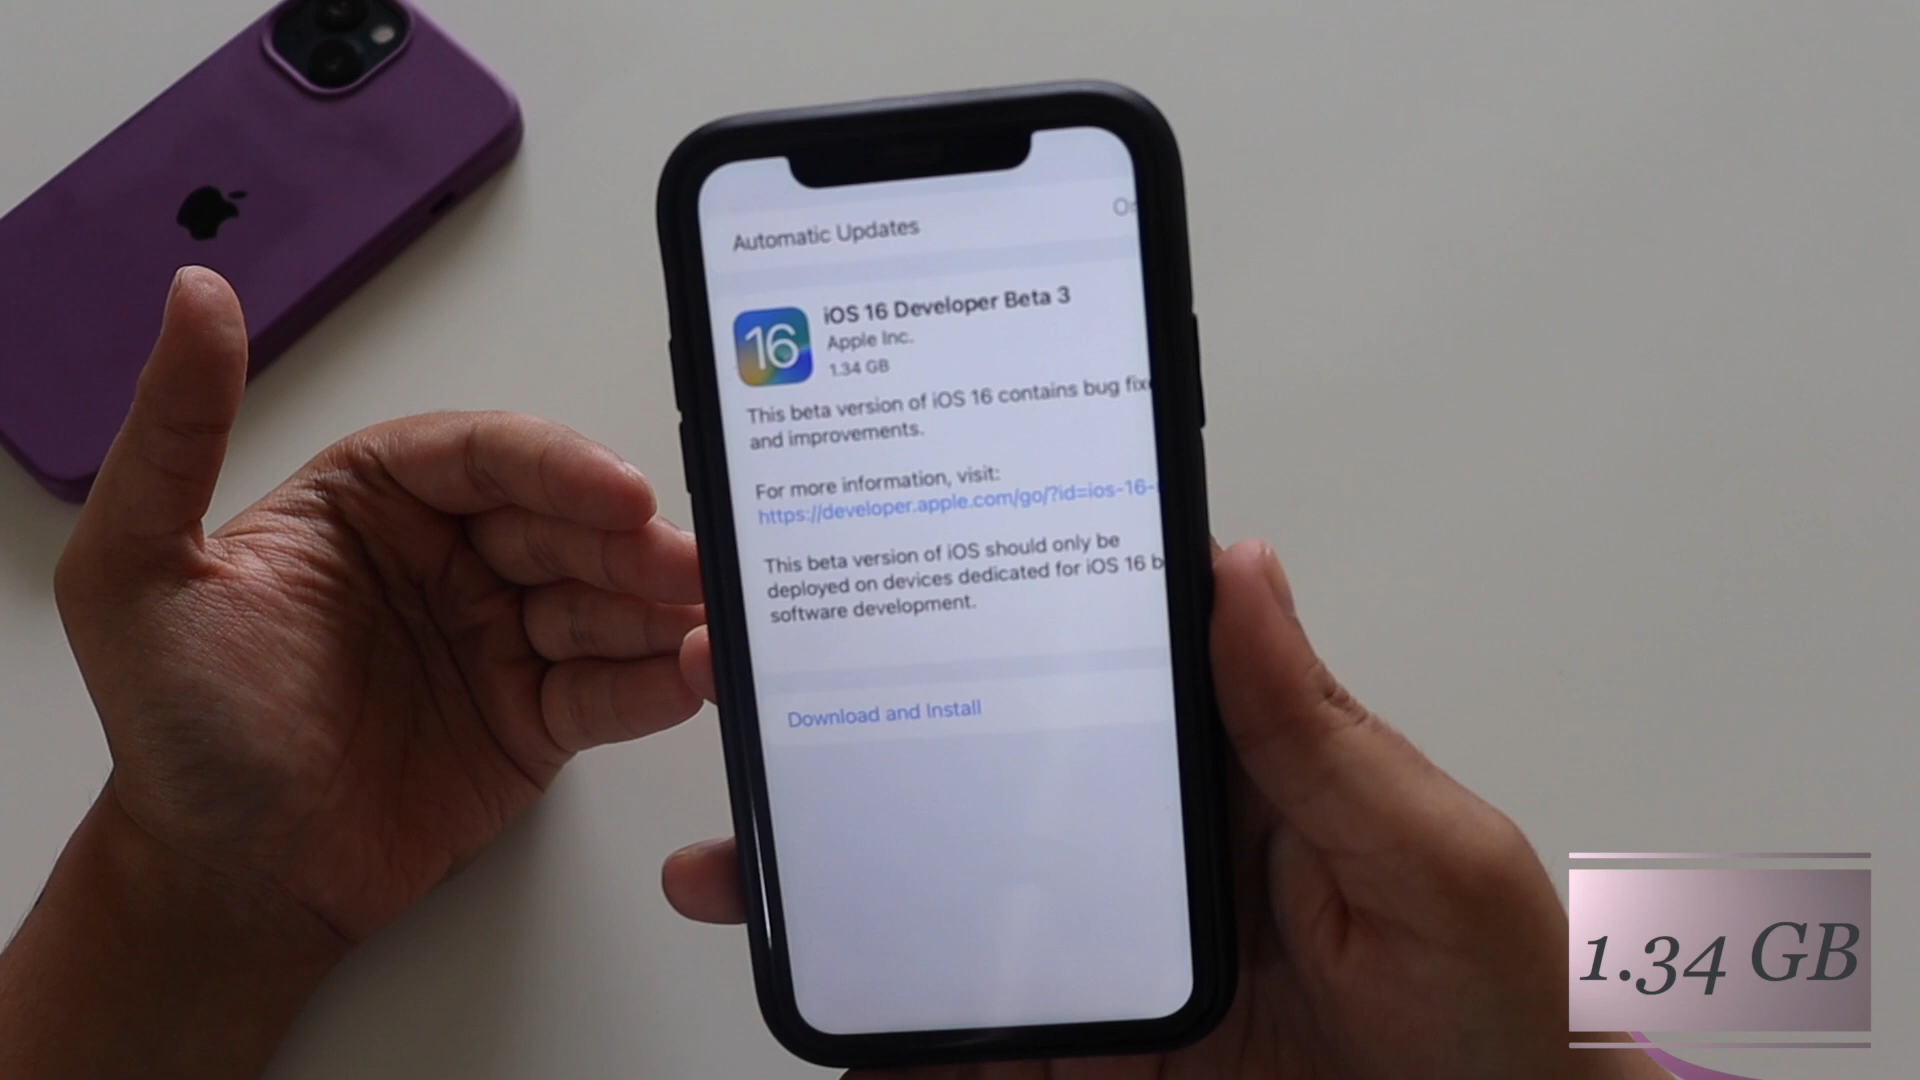 Automatic Updates
iOS 16 Developer Beta 3
16
Apple Inc.
1.34 GB
This beta version of iOS 16 contains bug
and improvements.
For more information, visit:
https://developer.apple.com/go/?id=ios-16-
This beta version of iOS should only be
deployed on devices dedicated for iOS 16
software development.
Download and Install
1.34 GB